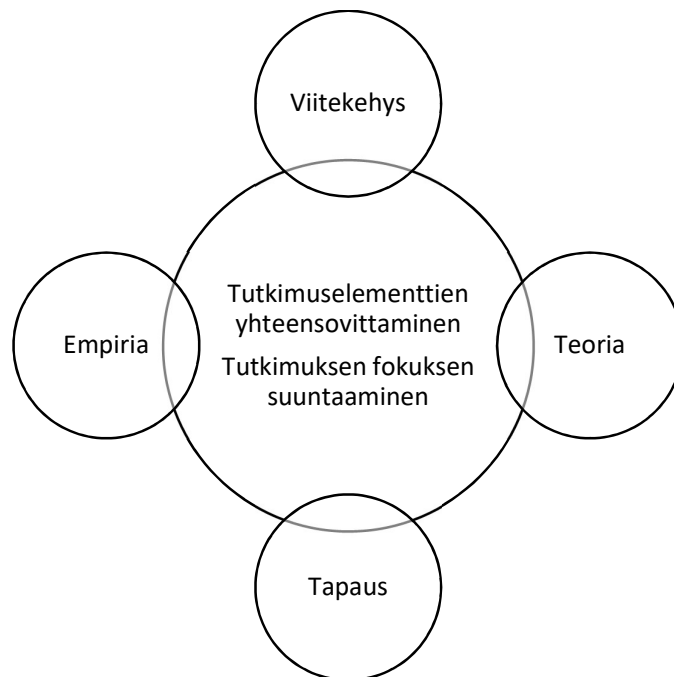 Viitekehys
Tutkimuselementtien
yhteensovittaminen
Empiria
Teoria
Tutkimuksen fokuksen
suuntaaminen
Tapaus